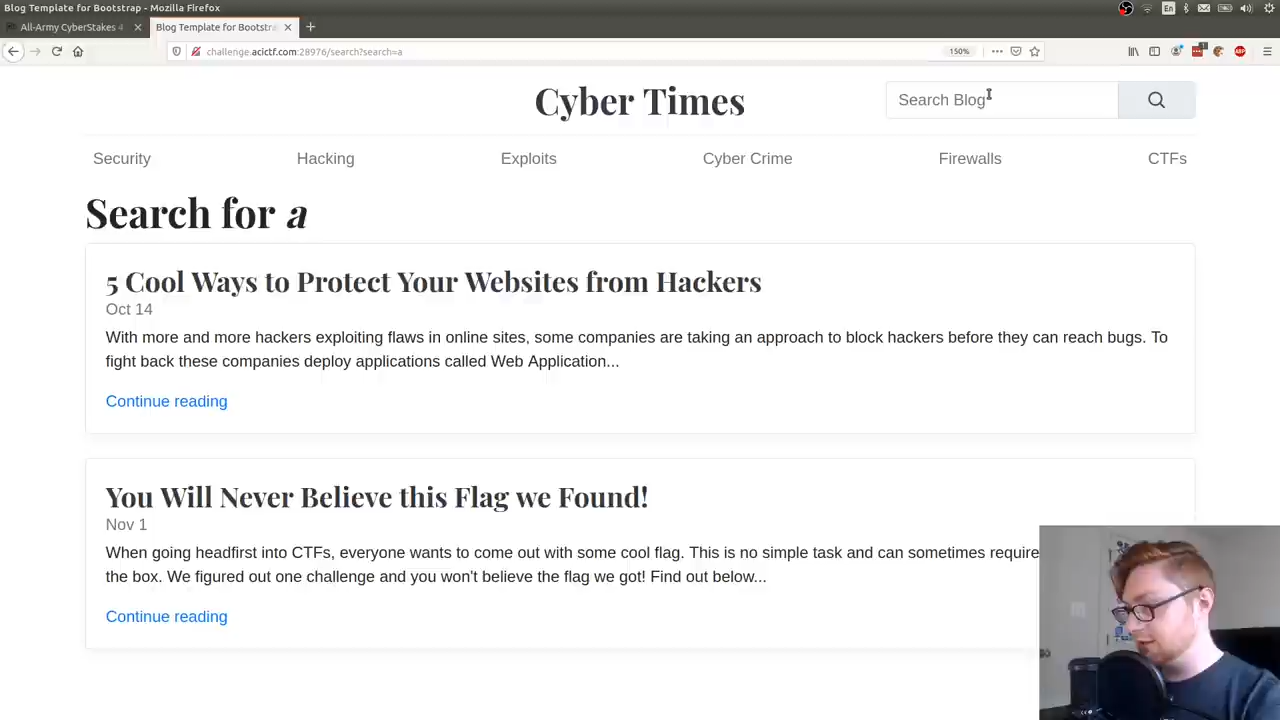 Blog Template for Bootstrap - Mozilla Firefox
All-Army CyberStakes 4
Blog Template for Bootstra
En
challenge.acictf.com:28976/search?search=a
150%
Cyber Times
Search Blog
Security
Hacking
Exploits
Cyber Crime
Firewalls
CTFs
Search for a
5 Cool Ways to Protect Your Websites from Hackers
Oct 14
With more and more hackers exploiting flaws in online sites, some companies are taking an approach to block hackers before they can reach bugs. To
fight back these companies deploy applications called Web Application...
Continue reading
You Will Never Believe this Flag we Found!
Nov 1
When going headfirst into CTFs, everyone wants to come out with some cool flag. This is no simple task and can sometimes require
the box. We figured out one challenge and you won't believe the flag we got! Find out below...
Continue reading